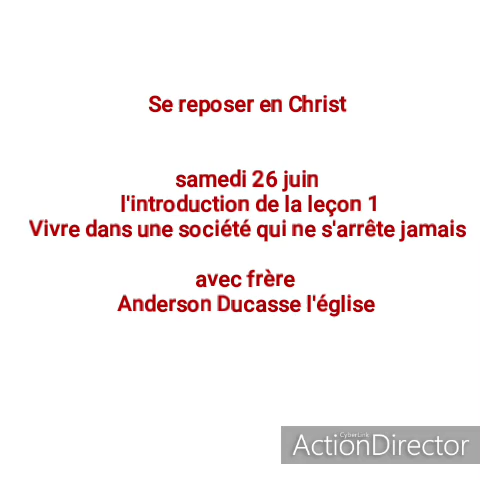 Se reposer en Christ
samedi 26 juin
l'introduction de la leçon 1
Vivre dans une société qui ne s'arrête jamais
avec frère
Anderson Ducasse l'église
CyberLink
ActionDirector